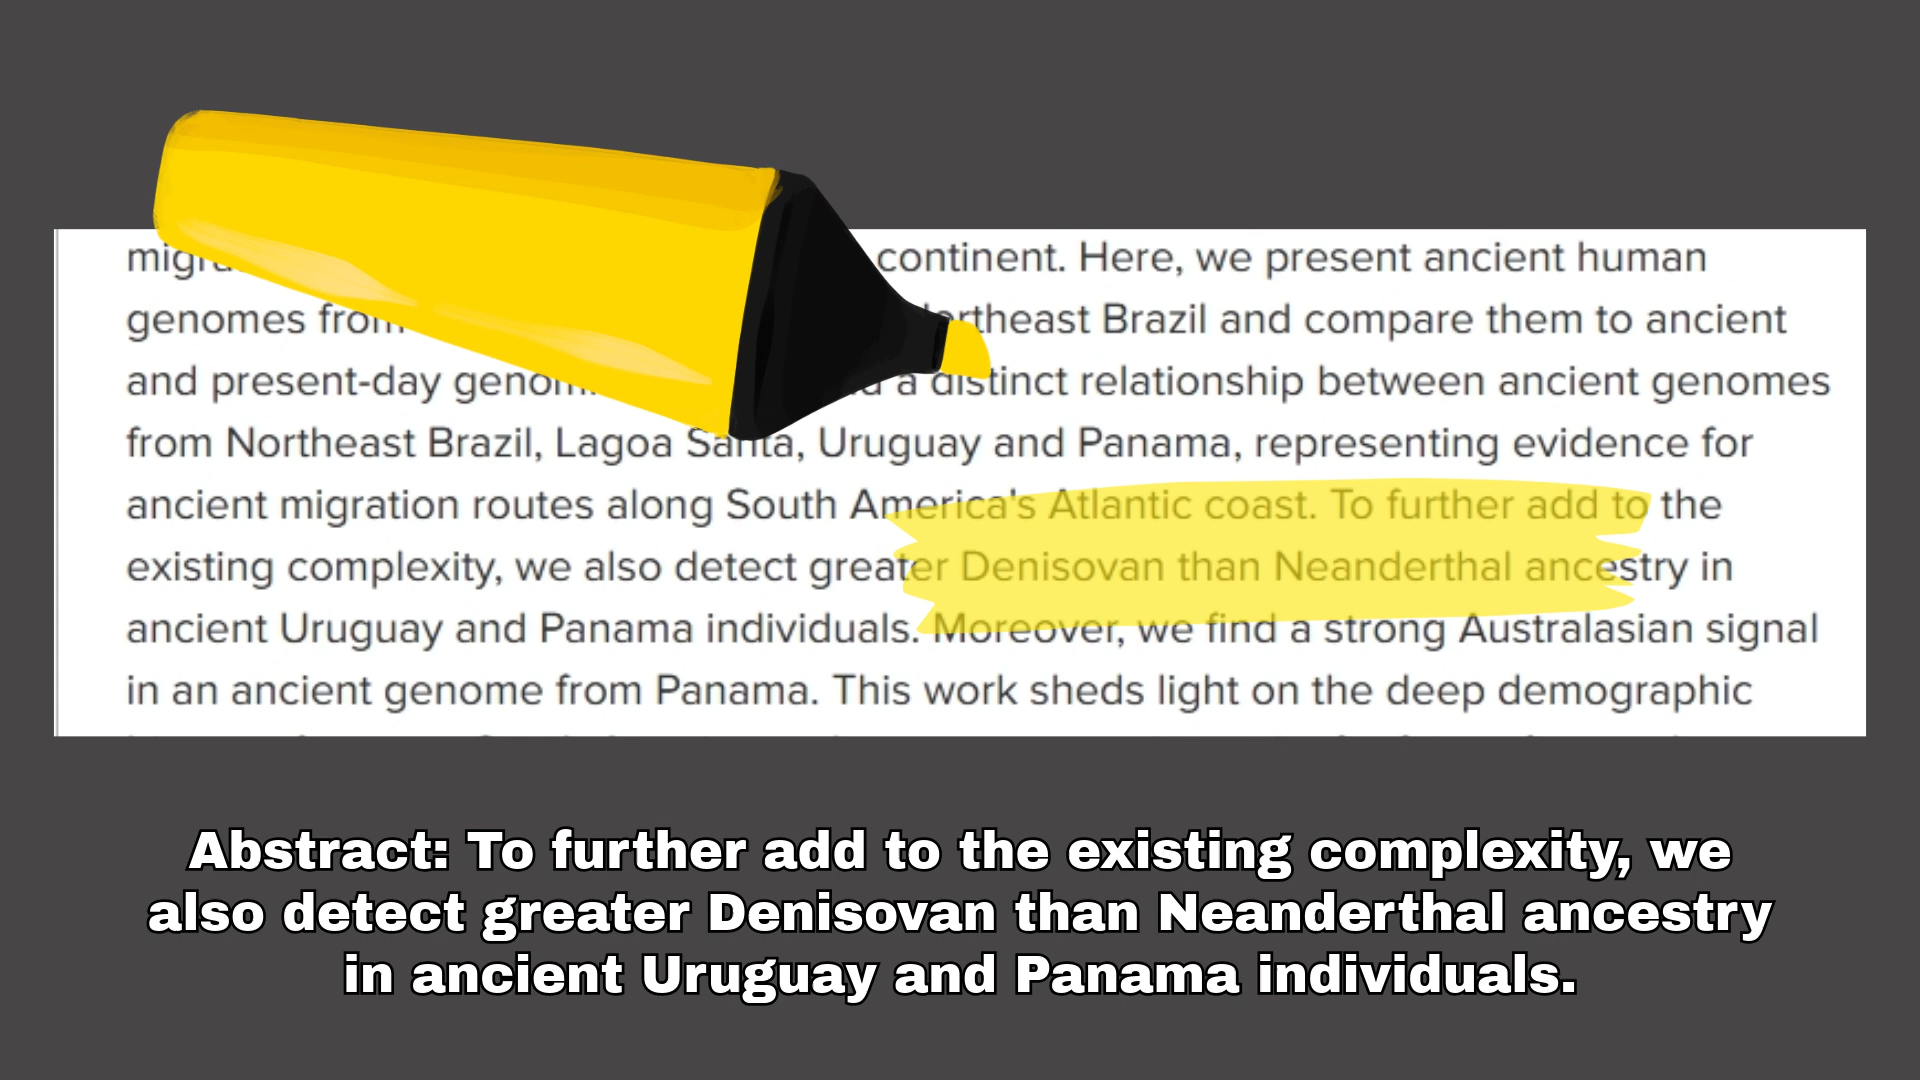 continent. Here, we present ancient human
genomes from Brazil and compare them to ancient
and present-day a distinct relationship between ancient genomes
from Northeast Brazil, Lagoa Santa, Uruguay and Panama, representing evidence for
ancient migration routes along South America's Atlantic coast. To further add to the
existing complexity, we also detect greater Denisovan than Neanderthal ancestry in
ancient Uruguay and Panama individuals. Moreover, we find a strong Australasian signal
in an ancient genome from Panama. This work sheds light on the deep demographic
Abstract: To further add to the existing complexity, we
also detect greater Denisovan than Neanderthal ancestry
in ancient Uruguay and Panama individuals.